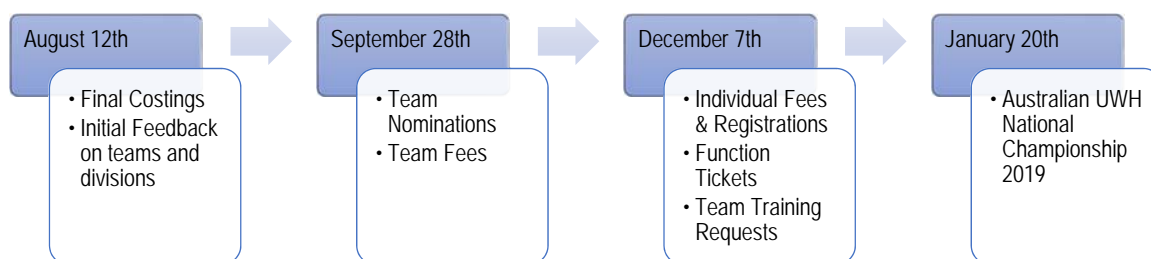 August 12th
• Final Costings
• Initial Feedback
on teams and
divisions
September 28th
• Team
Nominations
• Team Fees
December 7th
• Individual Fees
& Registrations
• Function
Tickets
• Team Training
Requests
January 20th
• Australian UWH
National
Championship
2019